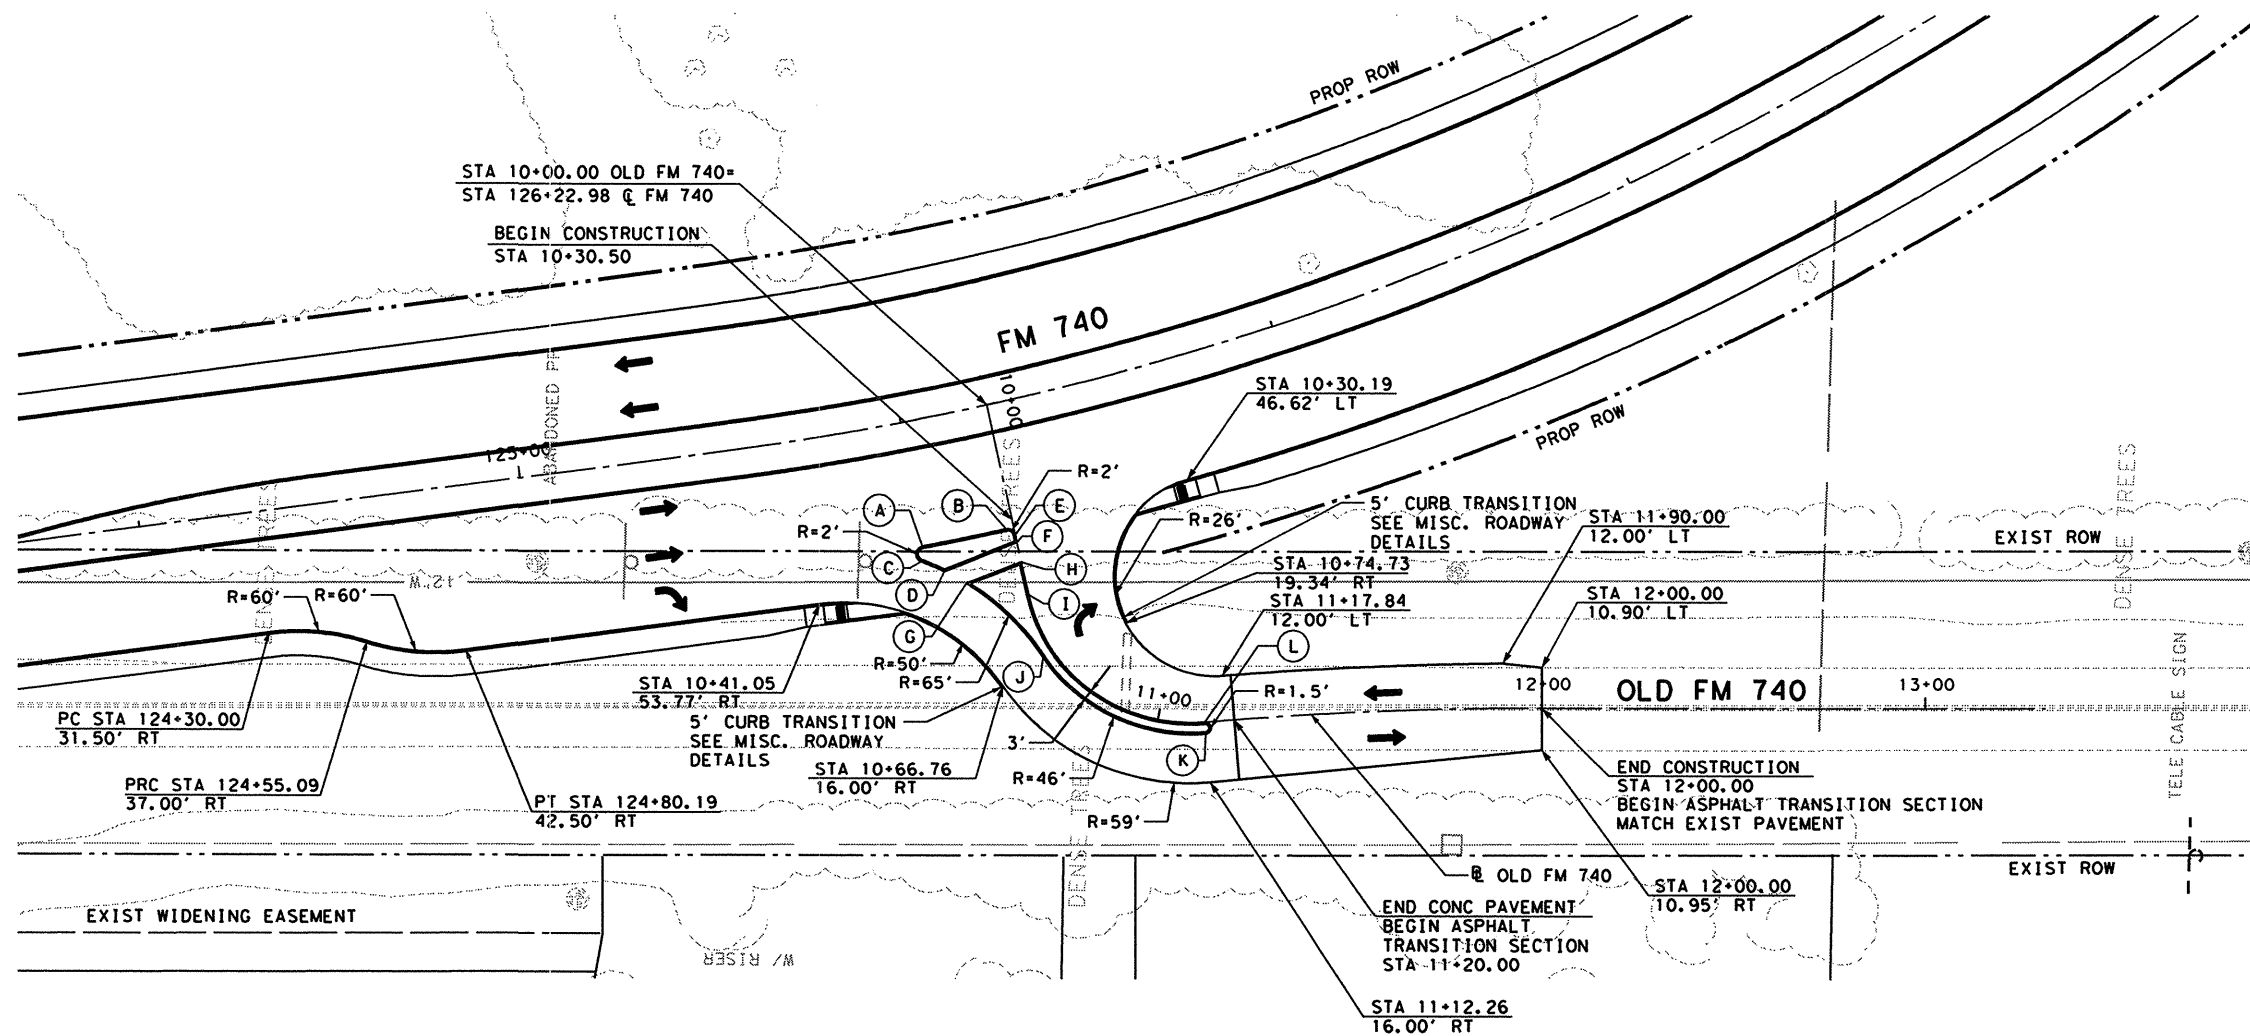 PROP ROW
STA 10+00.00 OLD FM 740=
STA 126+22.98 ℄ FM 740
BEGIN CONSTRUCTION
STA 10+30.50
FM 740
10+00
STA 10+30.19
46.62' LT
PROP ROW
125+00
R=2'
A
B
E
R=2'
F
R=26'
5' CURB TRANSITION
SEE MISC. ROADWAY
DETAILS
STA 11+90.00
12.00' LT
EXIST ROW
DENSE TREES
C
H
STA 10+74.73
19.34' RT
12"W
R=60'
R=60'
D
I
STA 11+17.84
12.00' LT
STA 12+00.00
10.90' LT
G
L
R=50'
R=65'
J
STA 10+41.05
53.77' RT
11+00
R=1.5'
12+00
OLD FM 740
13+00
PC STA 124+30.00
31.50' RT
5' CURB TRANSITION
SEE MISC. ROADWAY
DETAILS
3'
K
TELE CABLE SIGN
STA 10+66.76
16.00' RT
R=46'
PRC STA 124+55.09
37.00' RT
PT STA 124+80.19
42.50' RT
R=59'
DENSE TREES
END CONSTRUCTION
STA 12+00.00
BEGIN ASPHALT TRANSITION SECTION
MATCH EXIST PAVEMENT
OLD FM 740
EXIST ROW
STA 12+00.00
10.95' RT
EXIST WIDENING EASEMENT
END CONC PAVEMENT
BEGIN ASPHALT
TRANSITION SECTION
STA 11+20.00
W/ RISER
STA 11+12.26
16.00' RT